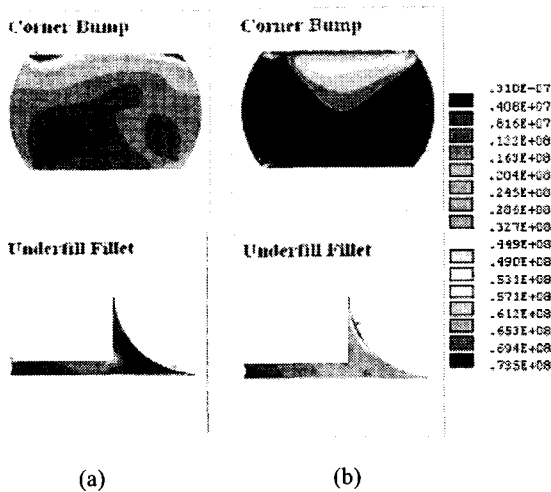 Corner Bump
Corner Bump
.310E-07
.408E+07
.816E+07
.122E+08
.163E+08
.204E+08
.245E+08
.286E+08
.327E+08
.449E+08
.490E+08
.531E+08
.571E+08
.612E+08
.653E+08
.694E+08
.735E+08
Underfill Fillet
Underfill Fillet
(a)
(b)